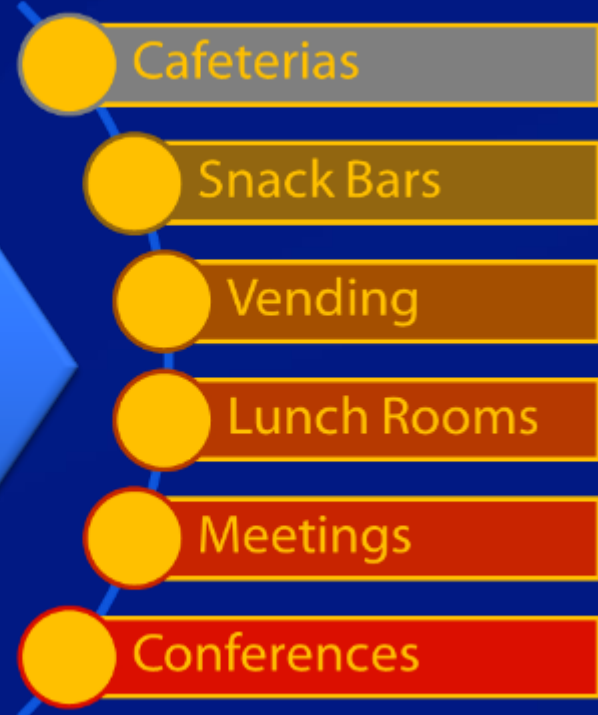 Cafeterias
Snack Bars
Vending
Lunch Rooms
Meetings
Conferences